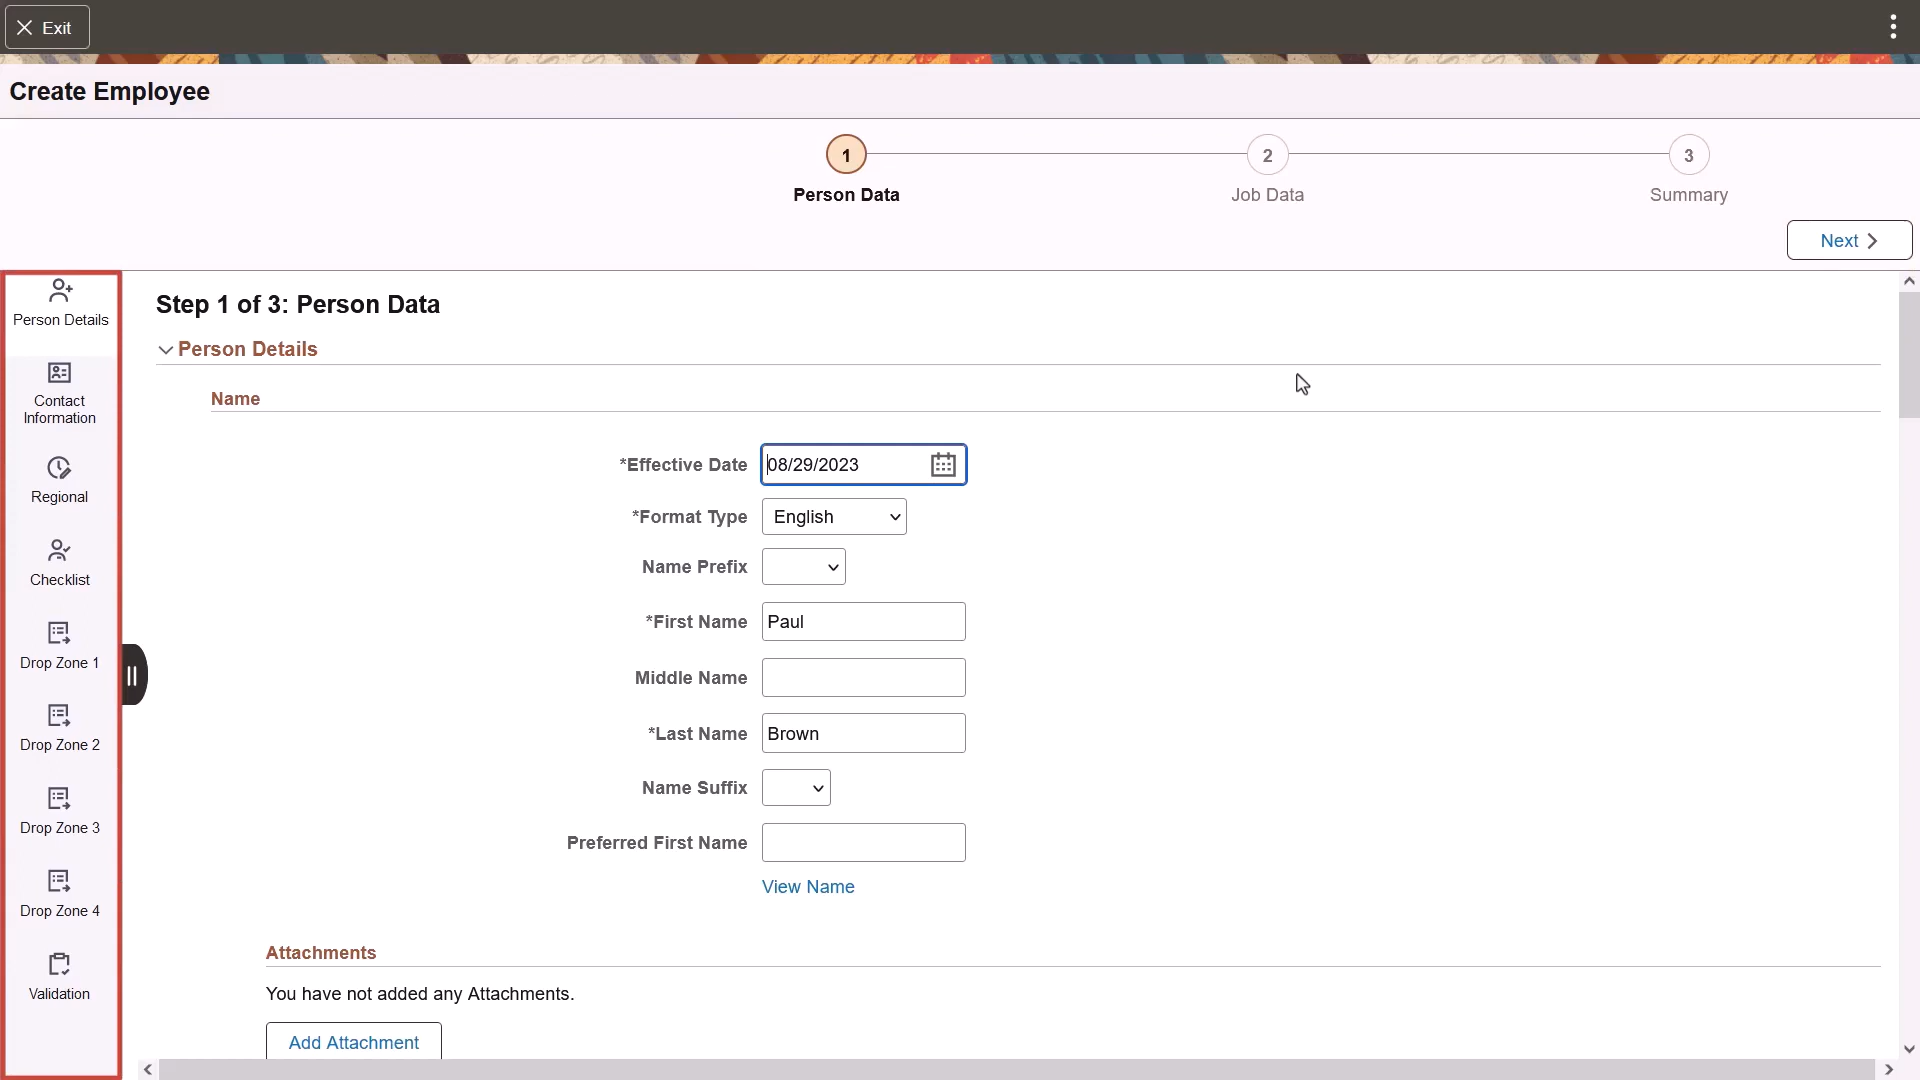 Exit
Create Employee
1
2
3
Person Data
Job Data
Summary
Next
Person Details
Contact
Information
Regional
Checklist
Drop Zone 1
Drop Zone 2
Drop Zone 3
Drop Zone 4
Validation
Step 1 of 3: Person Data
Person Details
Name
*Effective Date 08/29/2023
*Format Type English
Name Prefix
*First Name Paul
Middle Name
*Last Name Brown
Name Suffix
Preferred First Name
View Name
Attachments
You have not added any Attachments.
Add Attachment